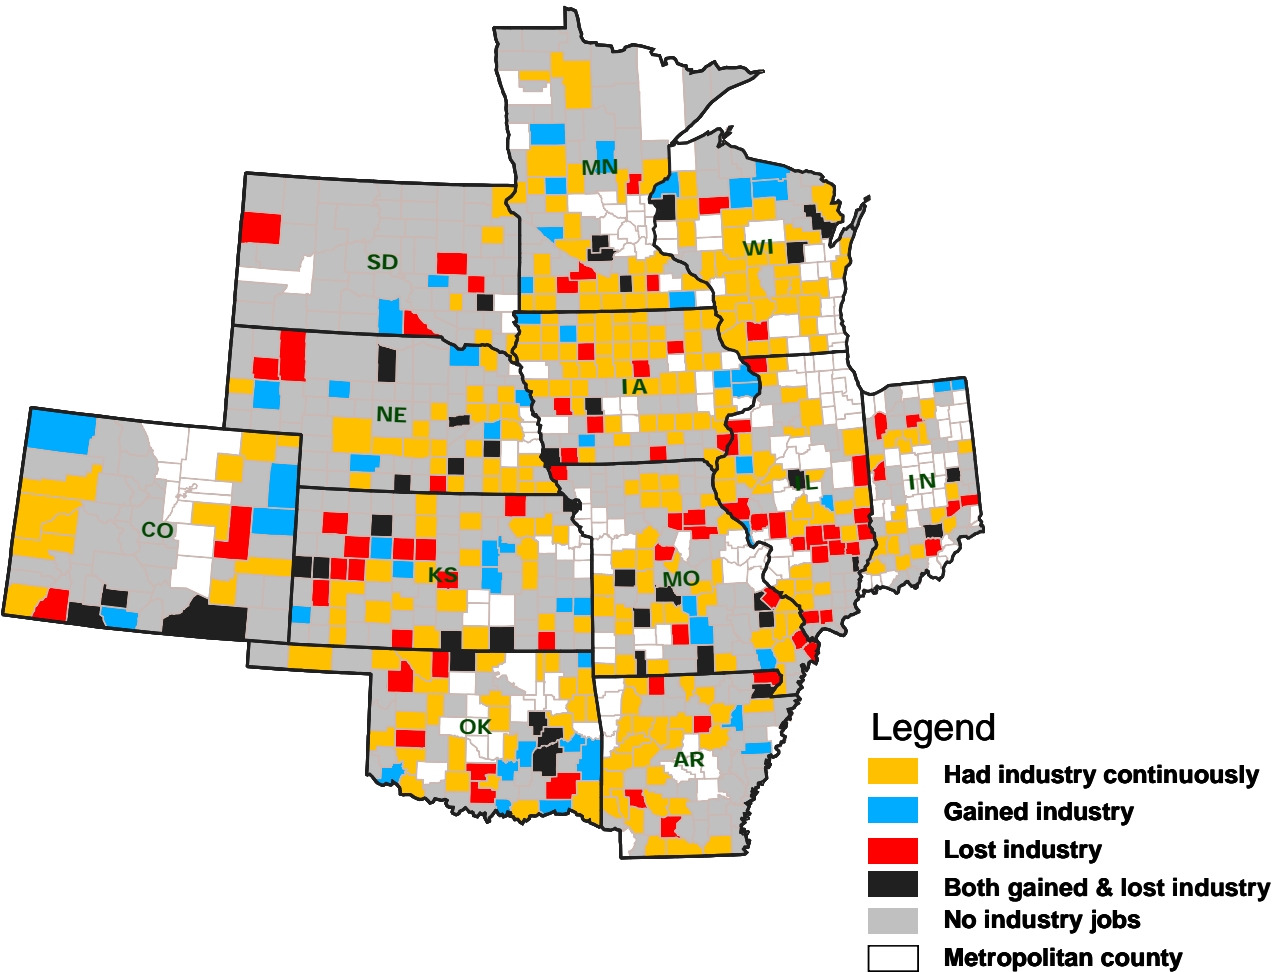 MN
WI
SD
IA
NE
IL
IN
CO
KS
MO
OK
AR
Legend
Had industry continuously
Gained industry
Lost industry
Both gained & lost industry
No industry jobs
Metropolitan county